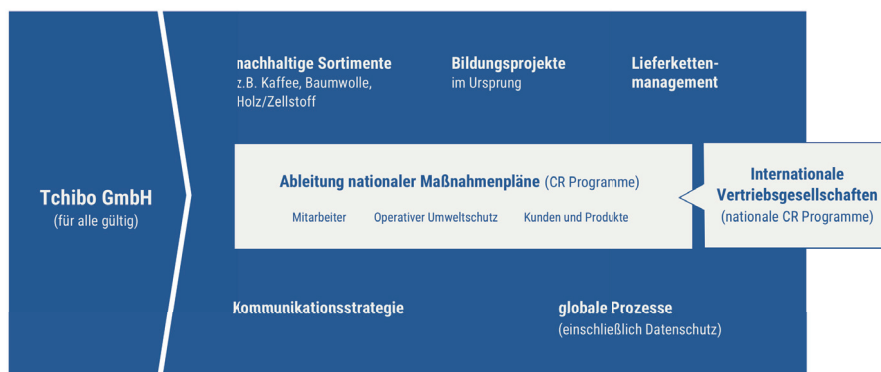 nachhaltige Sortimente
z.B. Kaffee, Baumwolle,
Holz/Zellstoff
Bildungsprojekte
im Ursprung
Lieferketten-
management
Tchibo GmbH
(für alle gültig)
Ableitung nationaler Maßnahmenpläne (CR Programme)
Mitarbeiter
Operativer Umweltschutz
Kunden und Produkte
Internationale
Vertriebsgesellschaften
(nationale CR Programme)
Kommunikationsstrategie
globale Prozesse
(einschließlich Datenschutz)